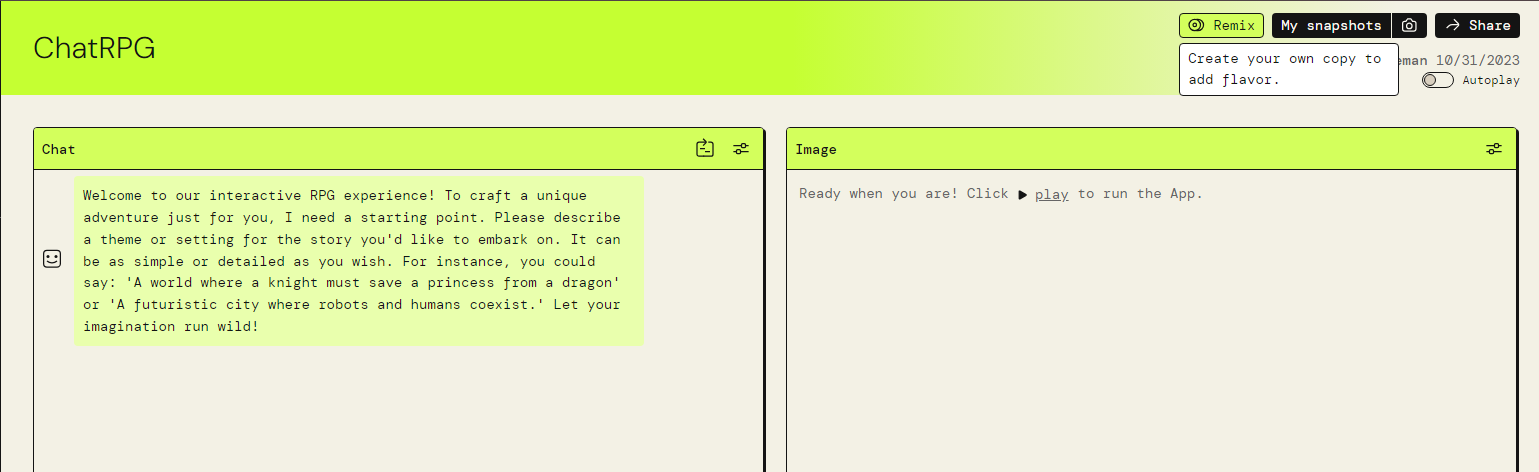 ChatRPG
Remix
My snapshots
Share
Create your own copy to
add flavor.
10/31/2023
Autoplay
Chat
Welcome to our interactive RPG experience! To craft a unique
adventure just for you, I need a starting point. Please describe
a theme or setting for the story you'd like to embark on. It can
be as simple or detailed as you wish. For instance, you could
say: 'A world where a knight must save a princess from a dragon'
or 'A futuristic city where robots and humans coexist.' Let your
imagination run wild!
Image
Ready when you are! Click ▶ play to run the App.